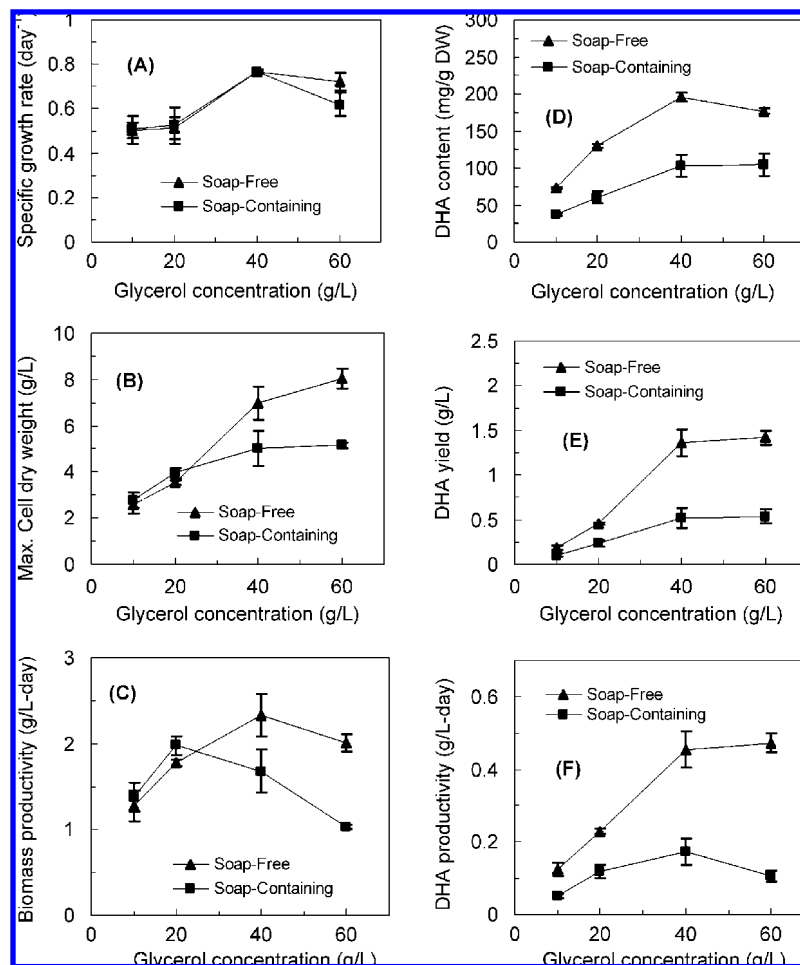 Specific growth rate (day⁻¹)
1
0.8
0.6
0.4
0.2
0
(A)
Soap-Free
Soap-Containing
0 20 40 60
Glycerol concentration (g/L)
DHA content (mg/g DW)
300
250
200
150
100
50
0
Soap-Free
Soap-Containing
(D)
0 20 40 60
Glycerol concentration (g/L)
Max. Cell dry weight (g/L)
10
8
6
4
2
0
(B)
Soap-Free
Soap-Containing
0 20 40 60
Glycerol concentration (g/L)
DHA yield (g/L)
2.5
2
1.5
1
0.5
0
Soap-Free
Soap-Containing
(E)
0 20 40 60
Glycerol concentration (g/L)
Biomass productivity (g/L-day)
3
2
1
0
(C)
Soap-Free
Soap-Containing
0 20 40 60
Glycerol concentration (g/L)
DHA productivity (g/L-day)
0.6
0.4
0.2
0
Soap-Free
Soap-Containing
(F)
0 20 40 60
Glycerol concentration (g/L)